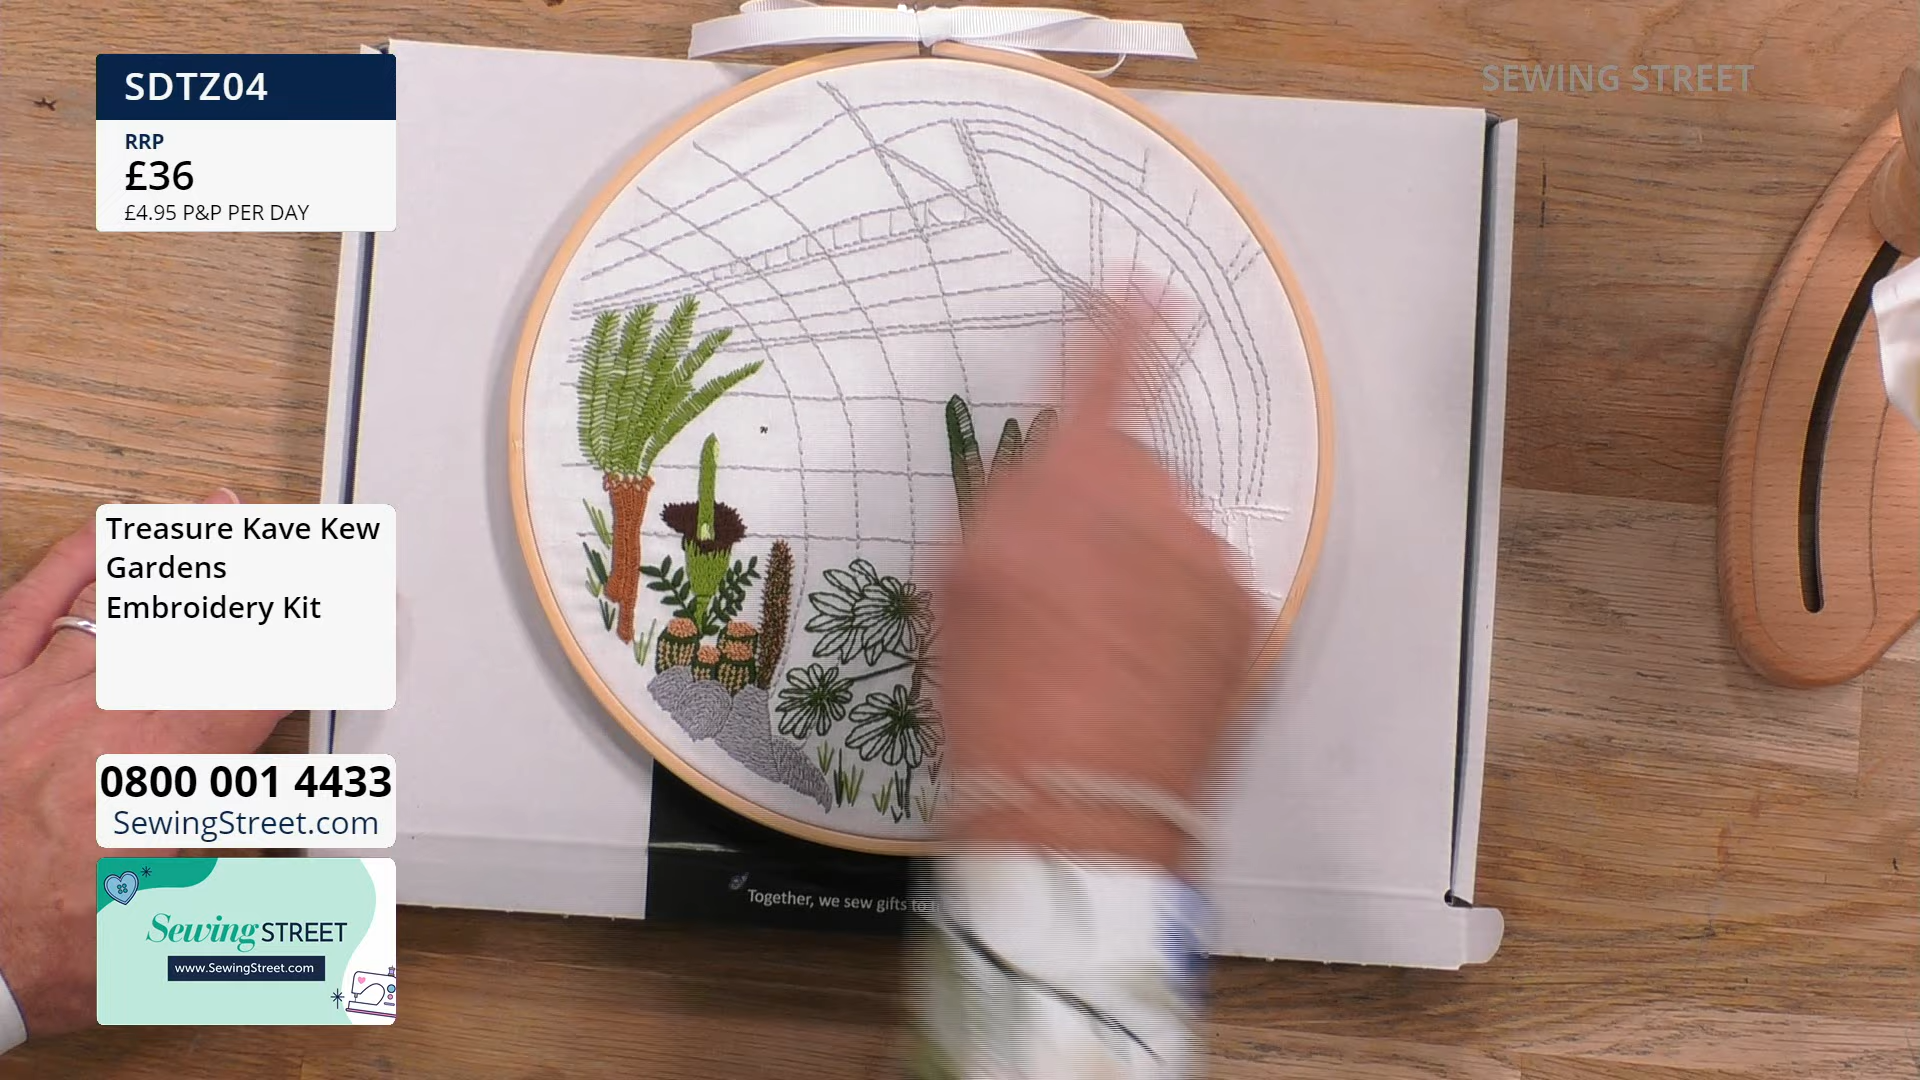 SDTZ04
RRP
£36
£4.95 P&P PER DAY
SEWING STREET
Treasure Kave Kew
Gardens
Embroidery Kit
0800 001 4433
SewingStreet.com
Sewing STREET
www.SewingStreet.com
Together, we sew gifts to